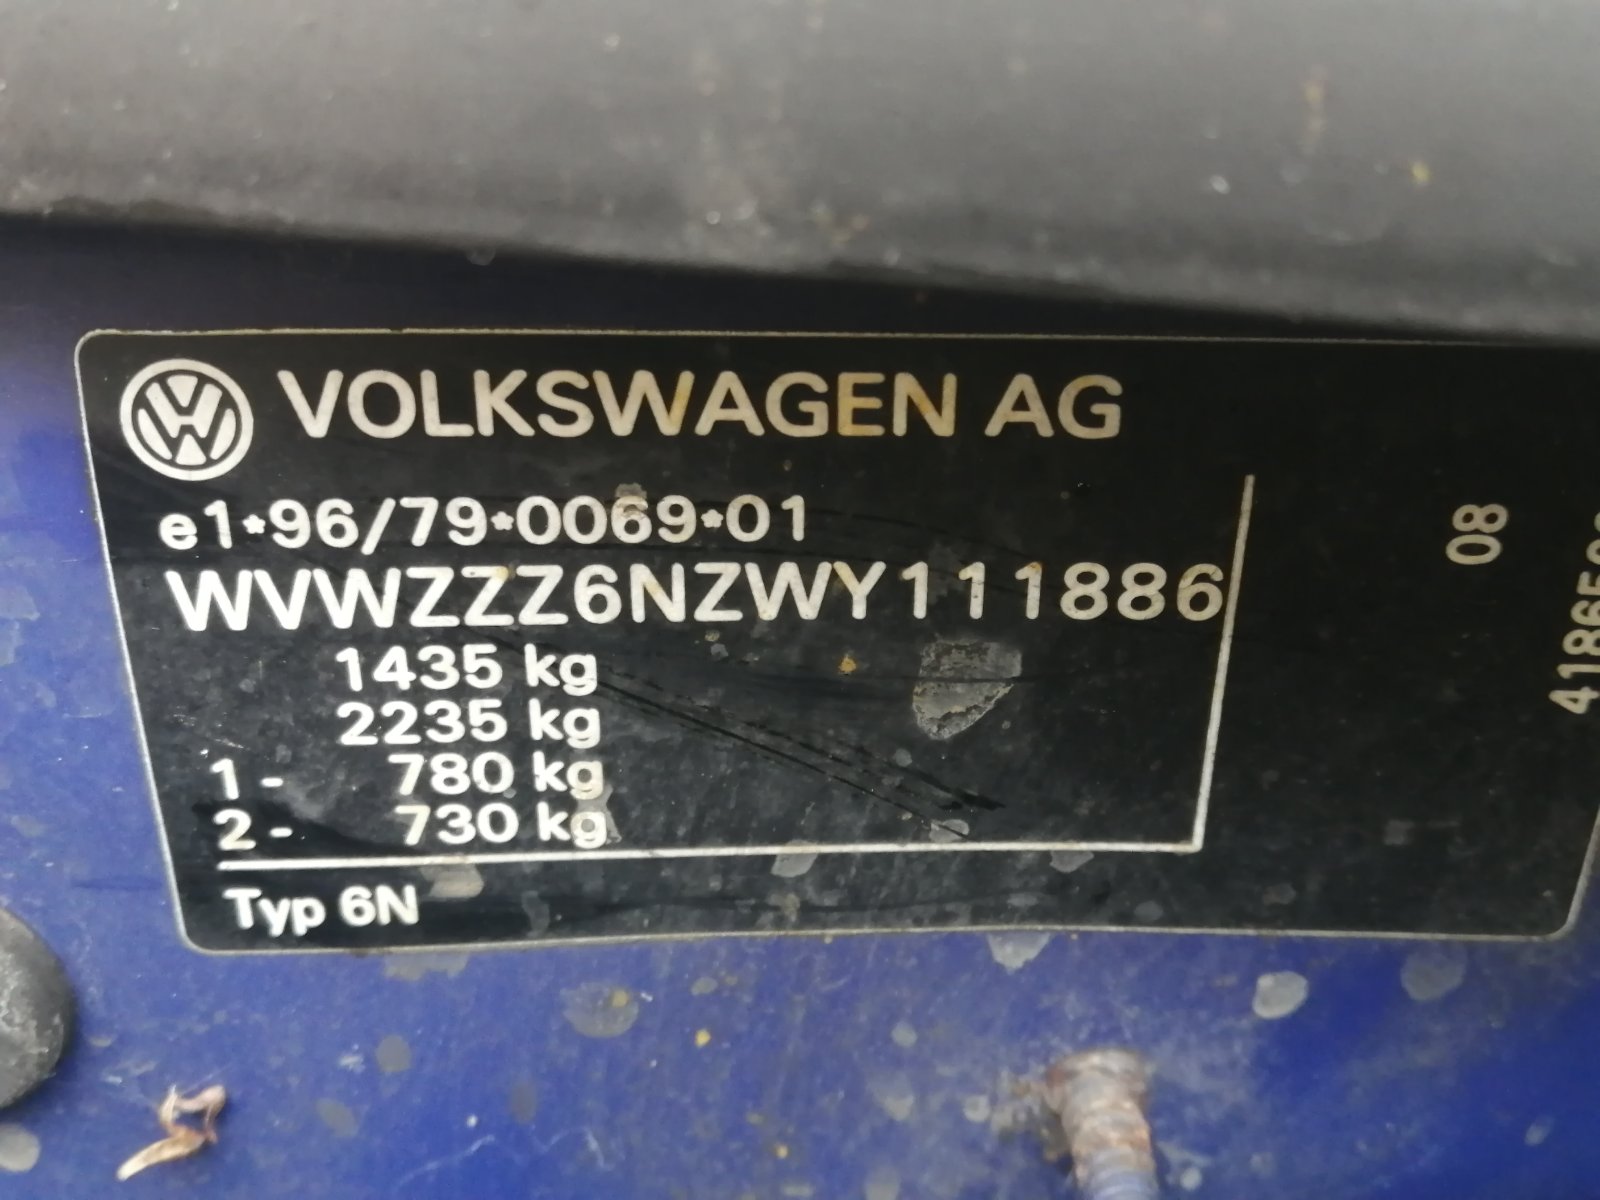 VOLKSWAGEN AG
e1*96/79*0069*01
WVWZZZ6NZWY111886
1435 kg
2235 kg
1- 780 kg
2- 730 kg
Typ 6N
08